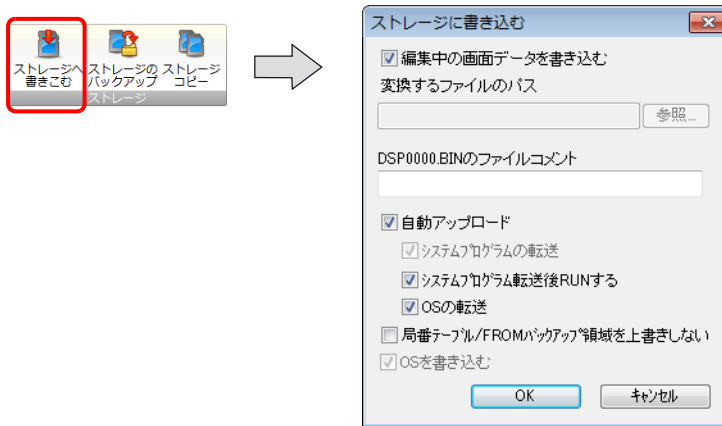 ストレージへ
書きこむ
ストレージの
バックアップ
ストレージ
コピー
ストレージ
ストレージに書き込む
編集中の画面データを書き込む
変換するファイルのパス
参照...
DSP0000.BINのファイルコメント
自動アップロード
システムプログラムの転送
システムプログラム転送後RUNする
OSの転送
局番テーブル/FROMバックアップ領域を上書きしない
OSを書き込む
OK
キャンセル